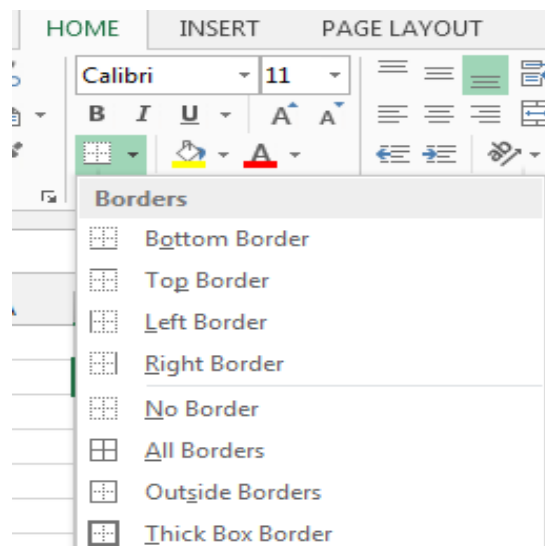 HOME INSERT PAGE LAYOUT
Calibri 11
B I U A A
A
Borders
Bottom Border
Top Border
Left Border
Right Border
No Border
All Borders
Outside Borders
Thick Box Border